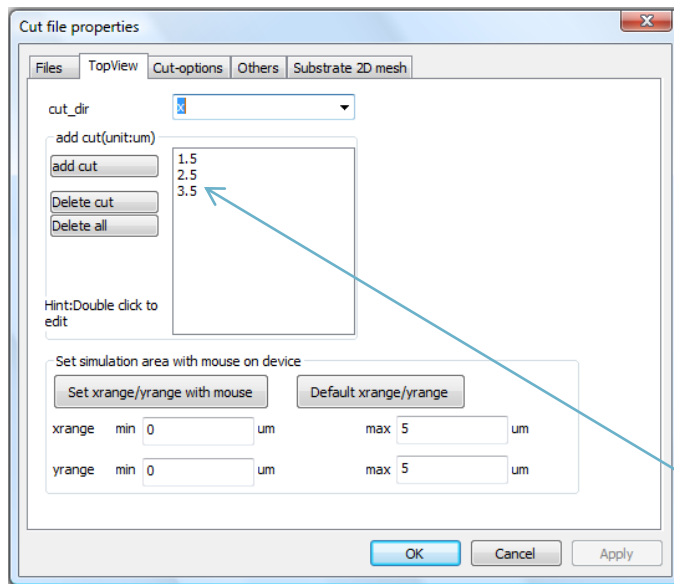 Cut file properties
Files TopView Cut-options Others Substrate 2D mesh
cut_dir x
add cut(unit:um)
add cut
Delete cut
Delete all
1.5
2.5
3.5
Hint:Double click to
edit
Set simulation area with mouse on device
Set xrange/yrange with mouse Default xrange/yrange
xrange min 0 um max 5 um
yrange min 0 um max 5 um
OK Cancel Apply